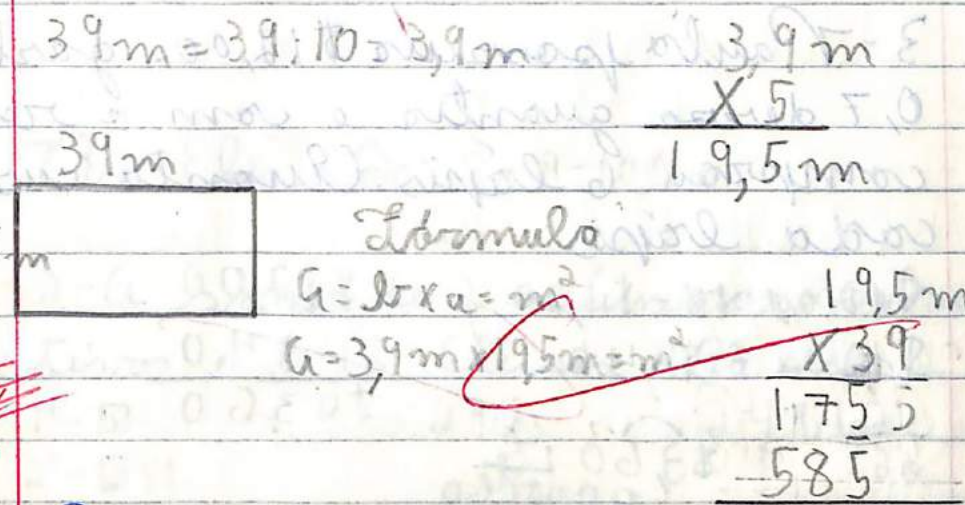 39m = 39:10 = 3,9m
3,9m
X 5
19,5m
39m
m
Fórmula
G = b x a = m²
G = 3,9m x 19,5m = m²
19,5m
X 39
1755
585